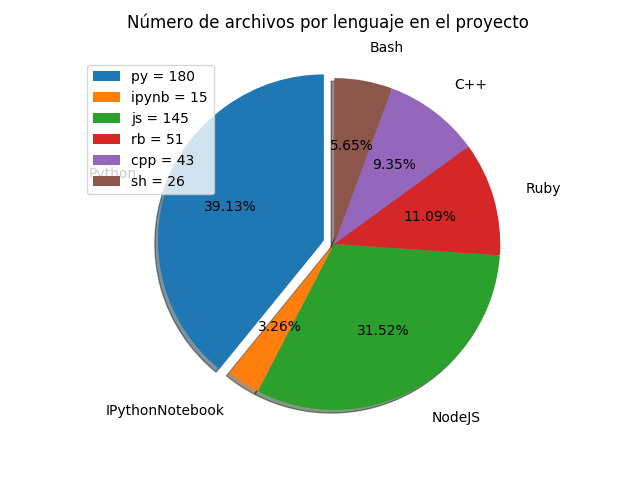 Número de archivos por lenguaje en el proyecto
Bash
C++
py = 180
ipynb = 15
js = 145
rb = 51
cpp = 43
sh = 26
5.65%
9.35%
Python
Ruby
39.13%
11.09%
3.26%
31.52%
IPythonNotebook
NodeJS